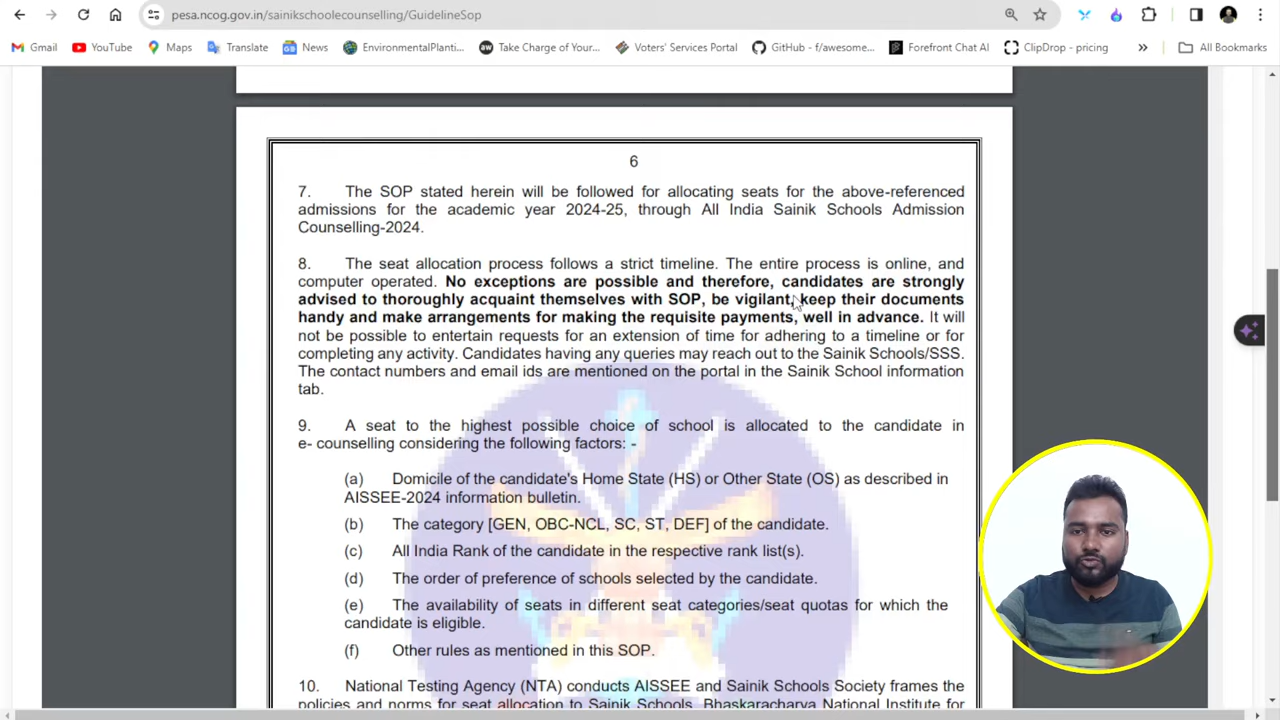 pesa.ncog.gov.in/sainikschoolecounselling/GuidelineSop
Gmail YouTube Maps Translate News EnvironmentalPlanti... Take Charge of Your... Voters' Services Portal GitHub - f/awesome... Forefront Chat AI ClipDrop - pricing » All Bookmarks
6
7. The SOP stated herein will be followed for allocating seats for the above-referenced
admissions for the academic year 2024-25, through All India Sainik Schools Admission
Counselling-2024.
8. The seat allocation process follows a strict timeline. The entire process is online, and
computer operated. No exceptions are possible and therefore, candidates are strongly
advised to thoroughly acquaint themselves with SOP, be vigilant, keep their documents
handy and make arrangements for making the requisite payments, well in advance. It will
not be possible to entertain requests for an extension of time for adhering to a timeline or for
completing any activity. Candidates having any queries may reach out to the Sainik Schools/SSS.
The contact numbers and email ids are mentioned on the portal in the Sainik School information
tab.
9. A seat to the highest possible choice of school is allocated to the candidate in
e- counselling considering the following factors: -
(a) Domicile of the candidate's Home State (HS) or Other State (OS) as described in
AISSEE-2024 information bulletin.
(b) The category [GEN, OBC-NCL, SC, ST, DEF] of the candidate.
(c) All India Rank of the candidate in the respective rank list(s).
(d) The order of preference of schools selected by the candidate.
(e) The availability of seats in different seat categories/seat quotas for which the
candidate is eligible.
(f) Other rules as mentioned in this SOP.
10. National Testing Agency (NTA) conducts AISSEE and Sainik Schools Society frames the
policies and norms for seat allocation to Sainik Schools. Bhaskaracharya National Institute for